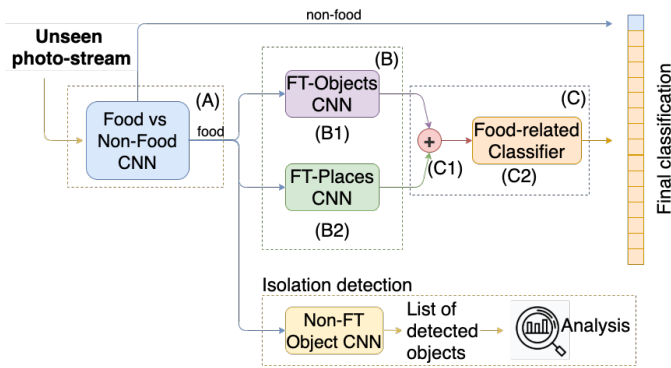 non-food
Unseen
photo-stream
(A)
Food vs
Non-Food
CNN
food
(B)
FT-Objects
CNN
(B1)
FT-Places
CNN
(B2)
(C)
+
(C1)
Food-related
Classifier
(C2)
Final classification
Isolation detection
Non-FT
Object CNN
List of
detected
objects
Analysis